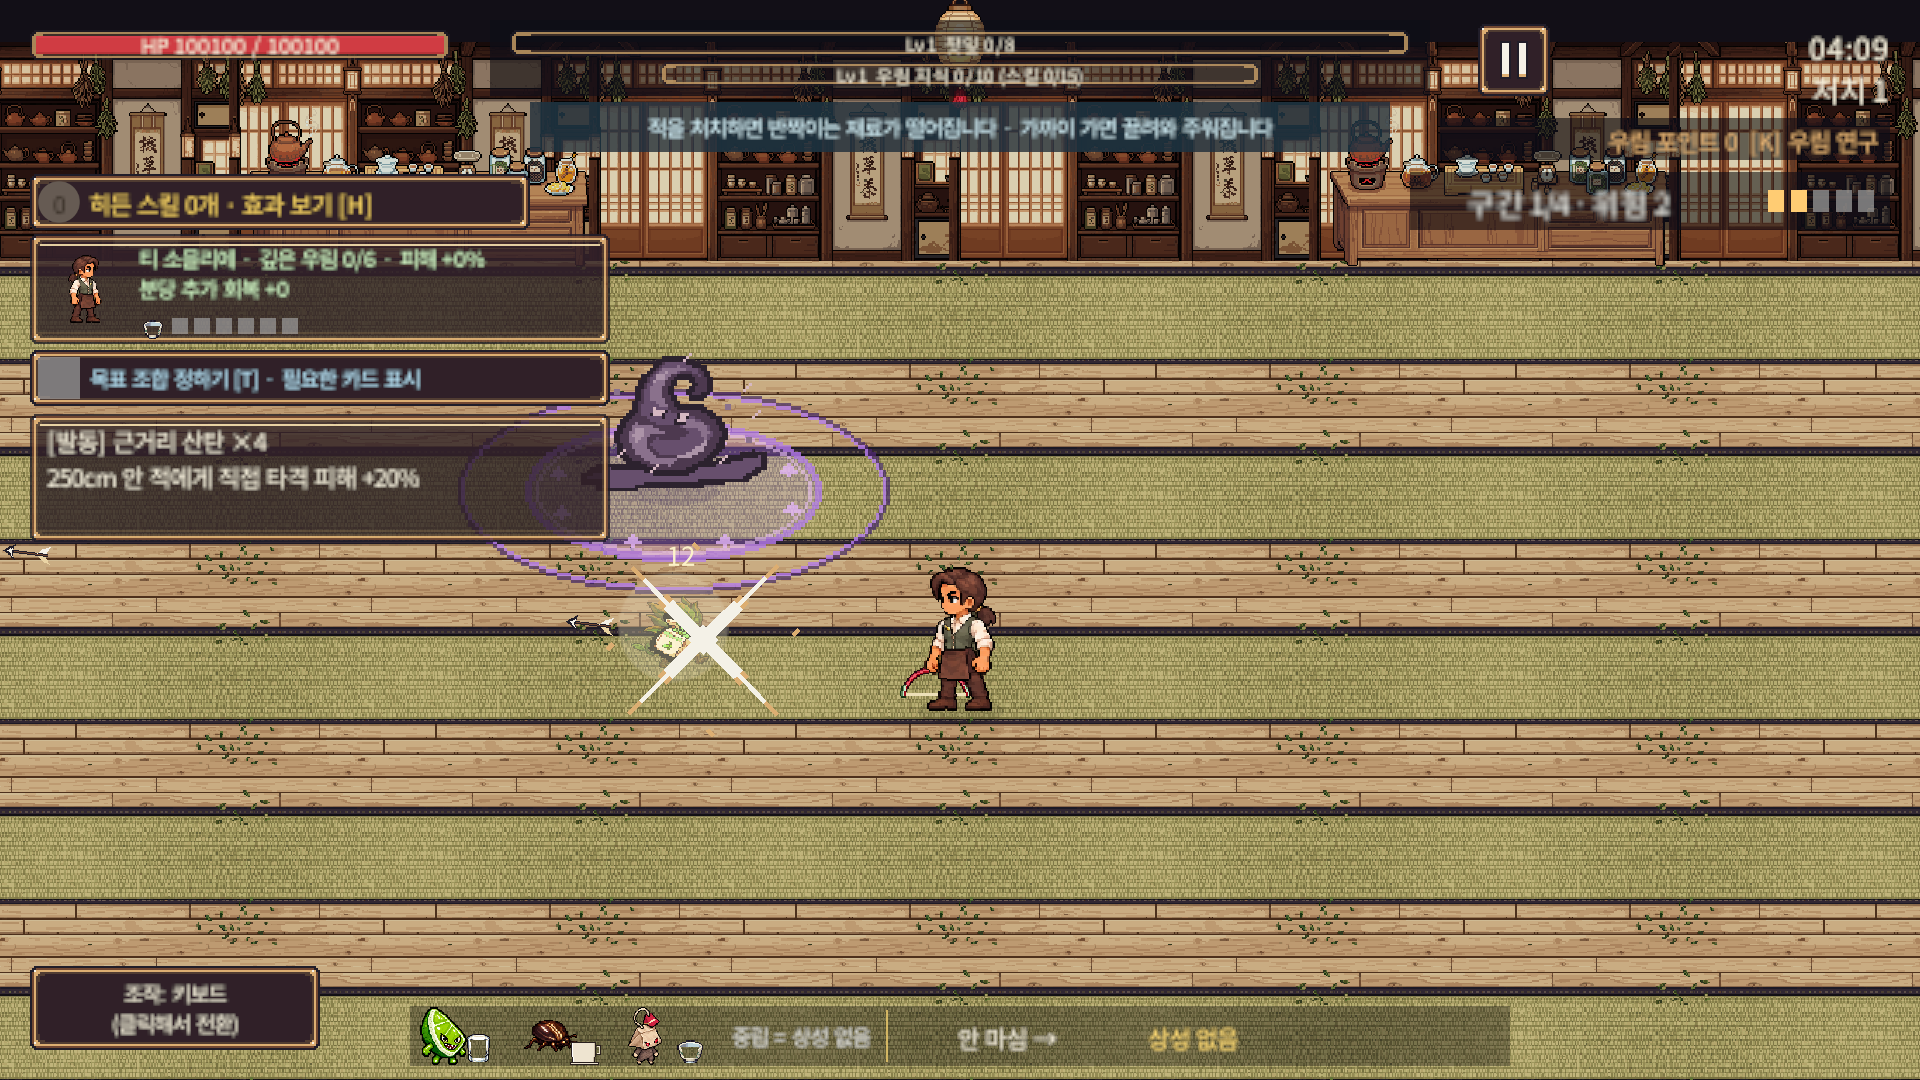 HP 100100 / 100100
Lv1 찻잎 0/8
Lv1 우림 지식 0/10 (스킬 0/15)
04:09
저지 1
적을 처치하면 반짝이는 재료가 떨어집니다 - 가까이 가면 끌려와 주워집니다
우림 포인트 0 [K] 우림 연구
구간 1/4 · 위험 2
0
히든 스킬 0개 · 효과 보기 [H]
티 소믈리에 - 깊은 우림 0/6 - 피해 +0%
분당 추가 회복 +0
목표 조합 정하기 [T] - 필요한 카드 표시
[발동] 근거리 산탄 ×4
250cm 안 적에게 직접 타격 피해 +20%
12
조작: 키보드
(클릭해서 전환)
중립 = 상성 없음
안 마심 →
상성 없음